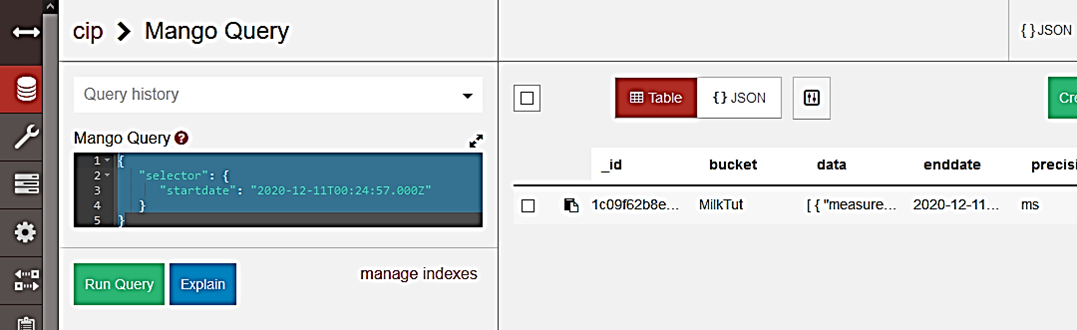 cip > Mango Query
{ } JSON
Query history
Table
{ } JSON
Cre
Mango Query
1 {
2 "selector": {
3 "startdate": "2020-12-11T00:24:57.000Z"
4 }
5 }
_id bucket data enddate precisi
1c09f62b8e... MilkTut [ { "measure... 2020-12-11... ms
manage indexes
Run Query
Explain